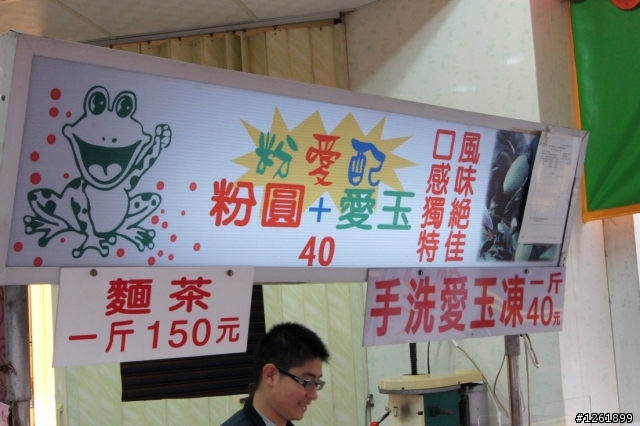 粉愛配
粉圓+愛玉
40
風味絶佳
口感獨特
麵茶
一斤150元
手洗愛玉凍一斤40元
#1261899